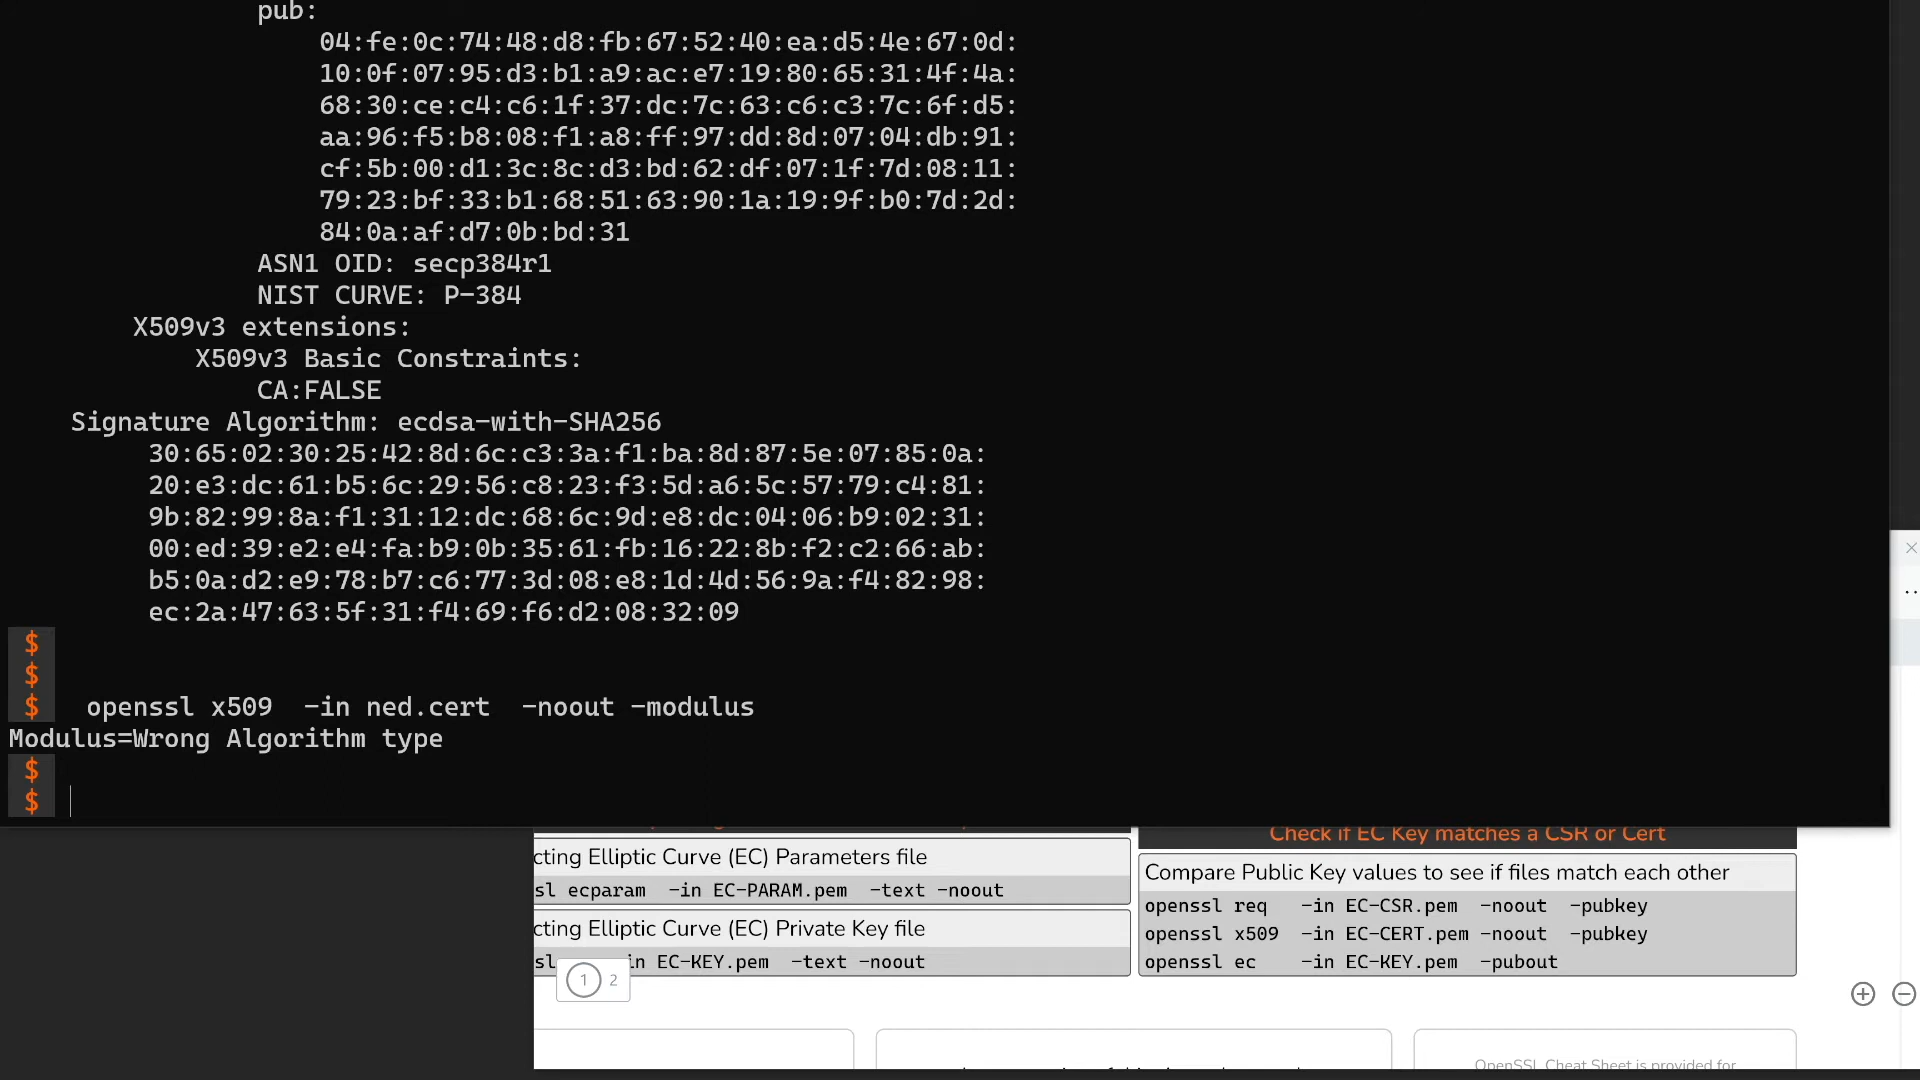 pub:
04:fe:0c:74:48:d8:fb:67:52:40:ea:d5:4e:67:0d:
10:0f:07:95:d3:b1:a9:ac:e7:19:80:65:31:4f:4a:
68:30:ce:c4:c6:1f:37:dc:7c:63:c6:c3:7c:6f:d5:
aa:96:f5:b8:08:f1:a8:ff:97:dd:8d:07:04:db:91:
cf:5b:00:d1:3c:8c:d3:bd:62:df:07:1f:7d:08:11:
79:23:bf:33:b1:68:51:63:90:1a:19:9f:b0:7d:2d:
84:0a:af:d7:0b:bd:31
ASN1 OID: secp384r1
NIST CURVE: P-384
X509v3 extensions:
X509v3 Basic Constraints:
CA:FALSE
Signature Algorithm: ecdsa-with-SHA256
30:65:02:30:25:42:8d:6c:c3:3a:f1:ba:8d:87:5e:07:85:0a:
20:e3:dc:61:b5:6c:29:56:c8:23:f3:5d:a6:5c:57:79:c4:81:
9b:82:99:8a:f1:31:12:dc:68:6c:9d:e8:dc:04:06:b9:02:31:
00:ed:39:e2:e4:fa:b9:0b:35:61:fb:16:22:8b:f2:c2:66:ab:
b5:0a:d2:e9:78:b7:c6:77:3d:08:e8:1d:4d:56:9a:f4:82:98:
ec:2a:47:63:5f:31:f4:69:f6:d2:08:32:09
$
$
$ openssl x509 -in ned.cert -noout -modulus
Modulus=Wrong Algorithm type
$
$
cting Elliptic Curve (EC) Parameters file
sl ecparam -in EC-PARAM.pem -text -noout
cting Elliptic Curve (EC) Private Key file
sl in EC-KEY.pem -text -noout
1 2
Check if EC Key matches a CSR or Cert
Compare Public Key values to see if files match each other
openssl req -in EC-CSR.pem -noout -pubkey
openssl x509 -in EC-CERT.pem -noout -pubkey
openssl ec -in EC-KEY.pem -pubout
OpenSSL Cheat Sheet is provided for